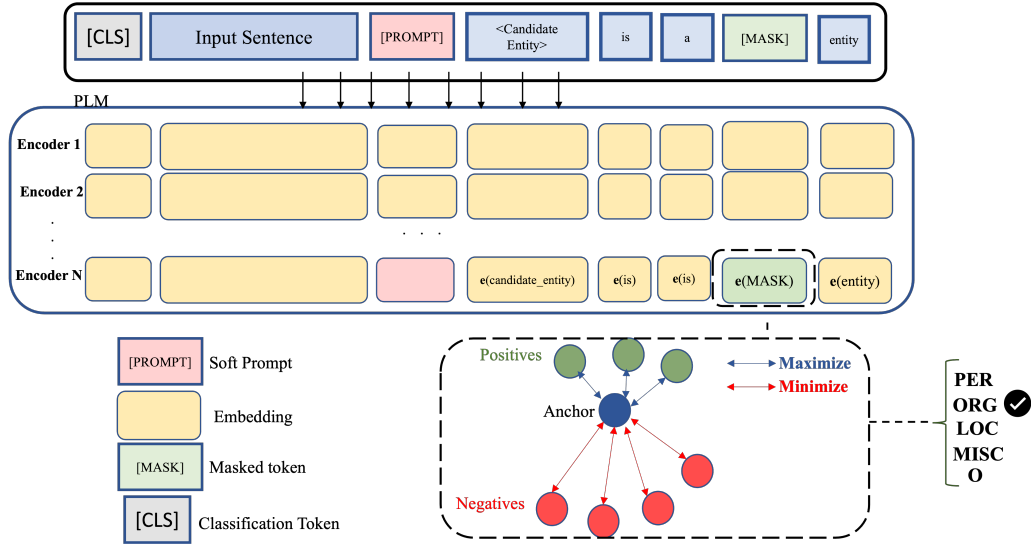 [CLS] Input Sentence [PROMPT] <Candidate Entity> is a [MASK] entity
PLM
Encoder 1
Encoder 2
.
.
.
. . .
Encoder N e(candidate_entity) e(is) e(is) e(MASK) e(entity)
[PROMPT] Soft Prompt
Embedding
[MASK] Masked token
[CLS] Classification Token
Positives
Maximize
Minimize
Anchor
Negatives
PER
ORG
LOC
MISC
O